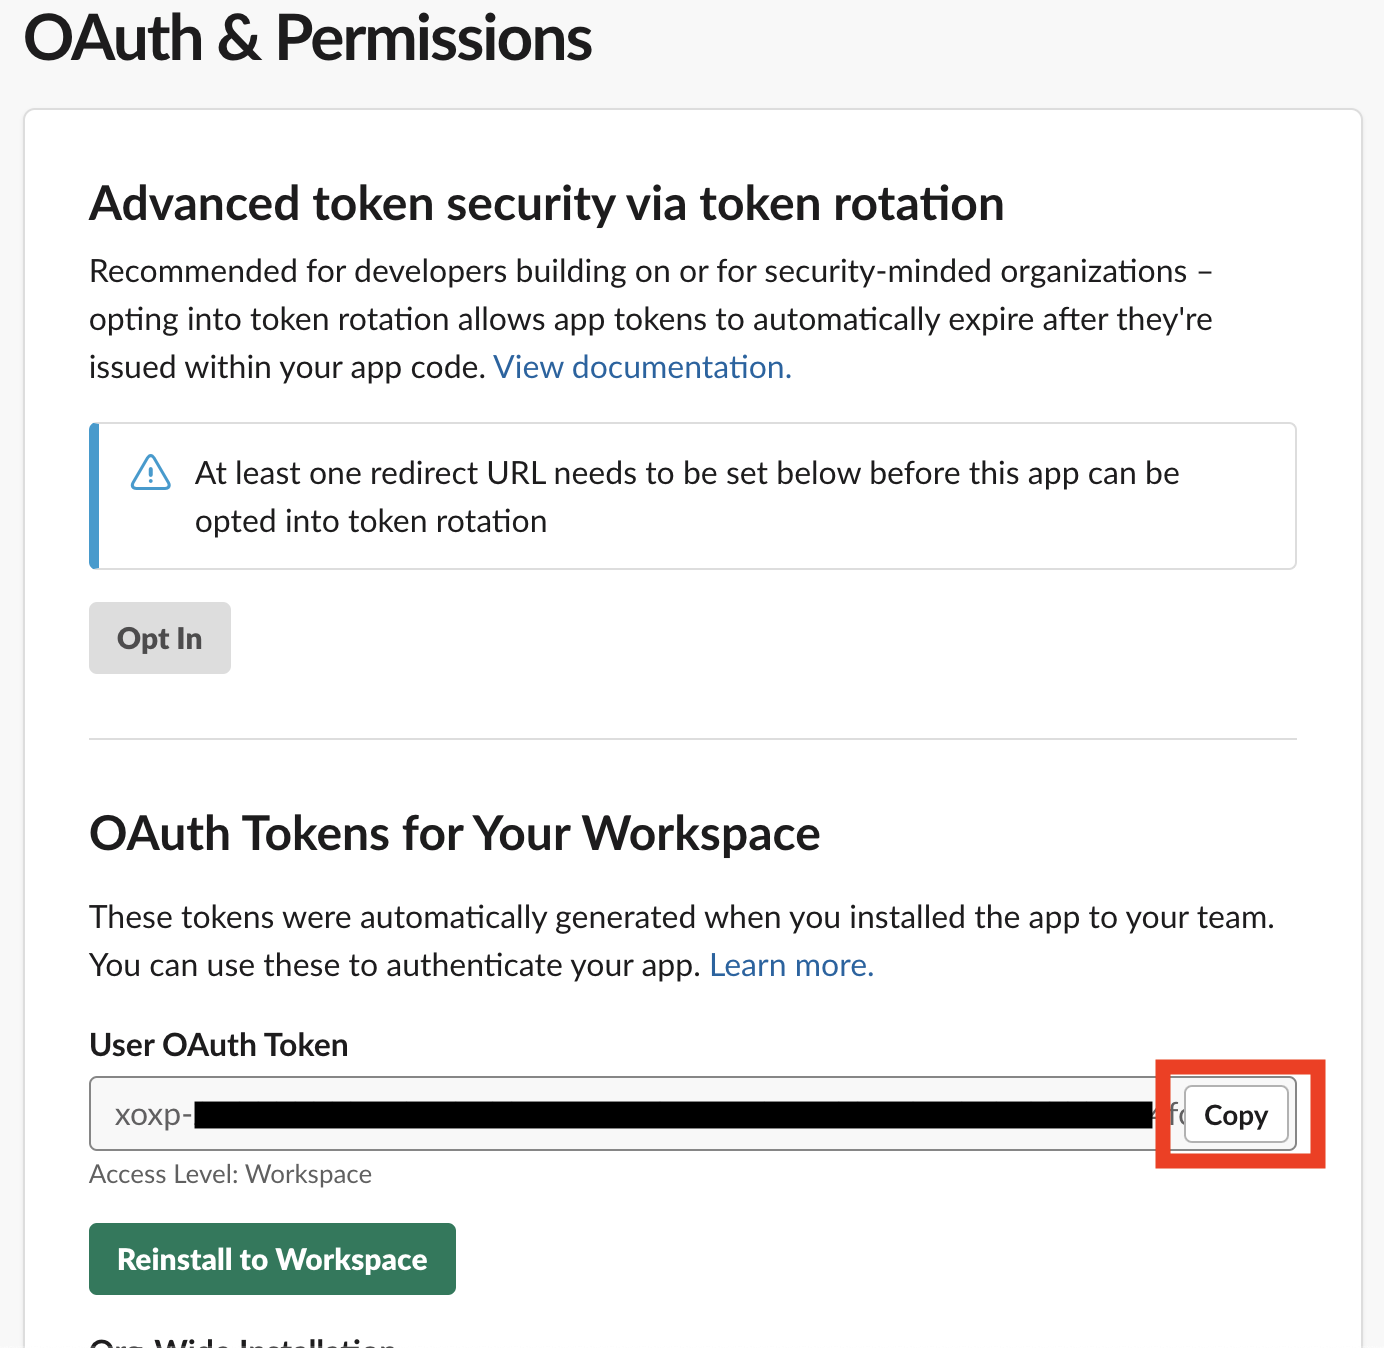 OAuth & Permissions
Advanced token security via token rotation
Recommended for developers building on or for security-minded organizations –
opting into token rotation allows app tokens to automatically expire after they're
issued within your app code. View documentation.
At least one redirect URL needs to be set below before this app can be
opted into token rotation
Opt In
OAuth Tokens for Your Workspace
These tokens were automatically generated when you installed the app to your team.
You can use these to authenticate your app. Learn more.
User OAuth Token
xoxp-
Copy
Access Level: Workspace
Reinstall to Workspace
Org-Wide Installation